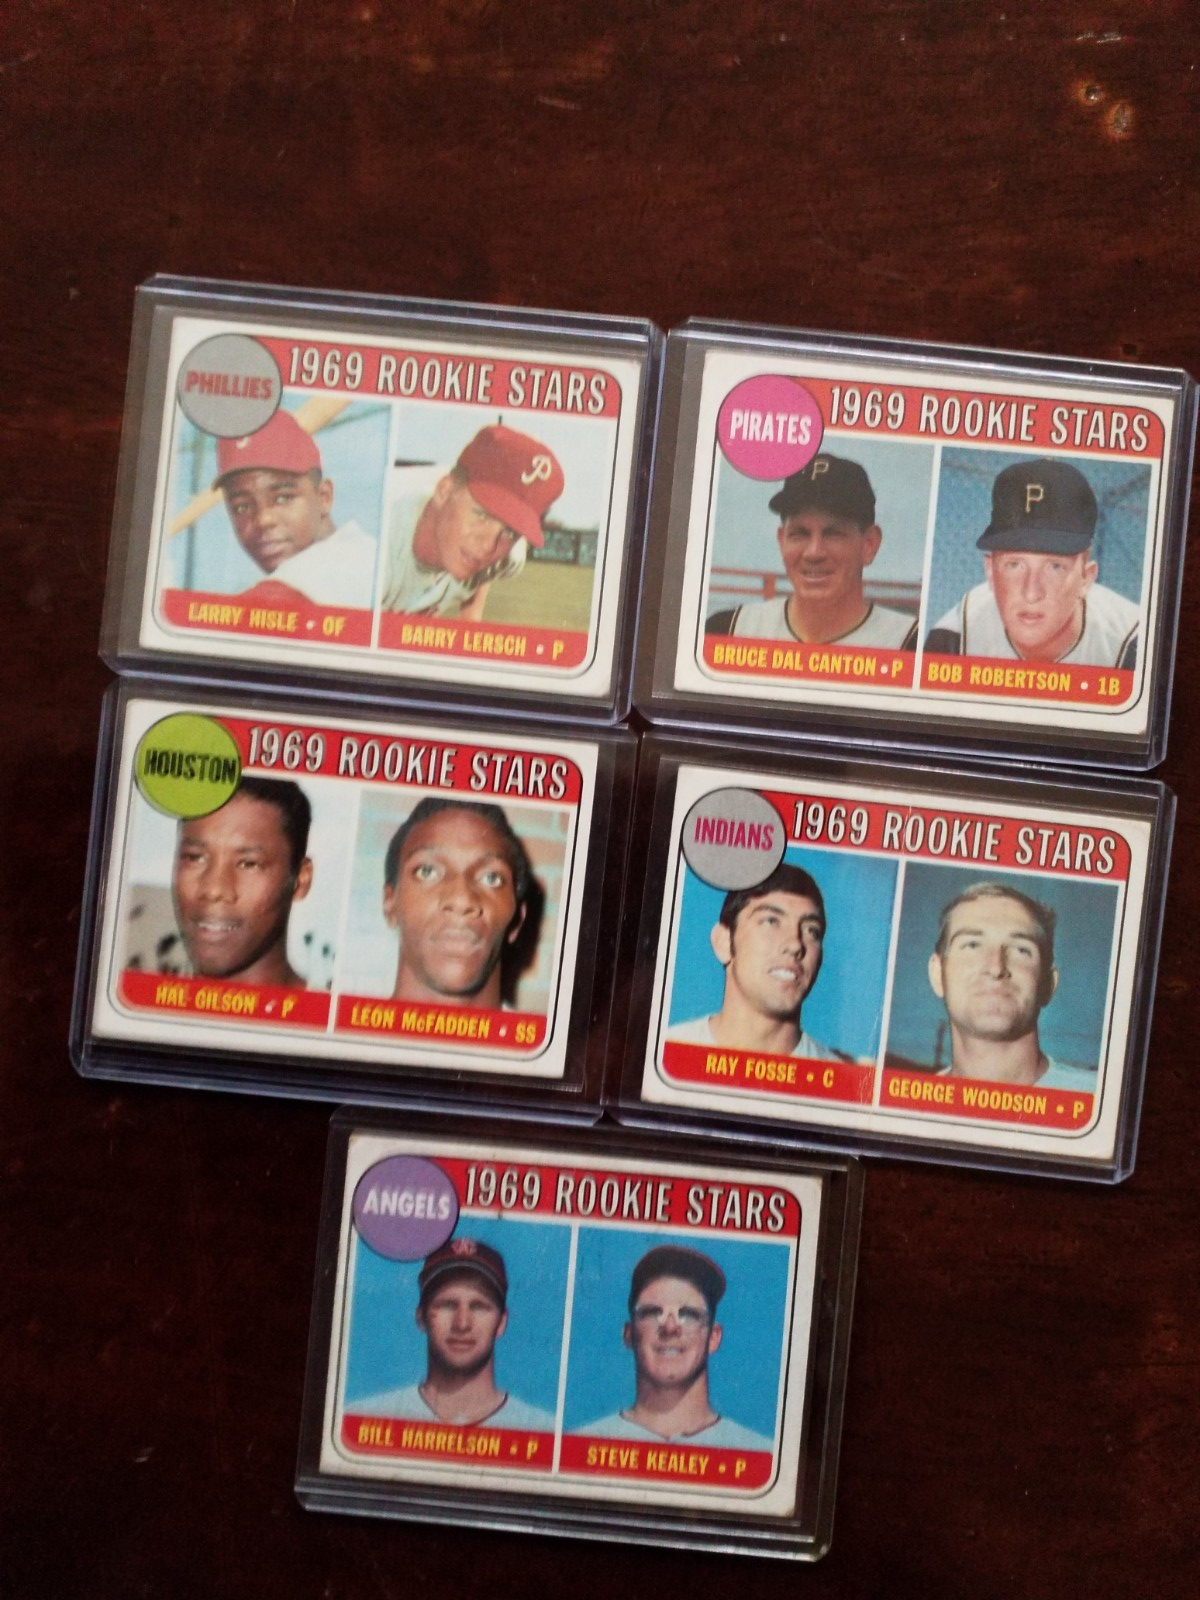 PHILLIES
1969 ROOKIE STARS
P
P
LARRY HISLE • OF
BARRY LERSCH • P
PIRATES
1969 ROOKIE STARS
P
P
BRUCE DAL CANTON • P
BOB ROBERTSON • 1B
HOUSTON
1969 ROOKIE STARS
HAL GILSON • P
LEON McFADDEN • SS
INDIANS
1969 ROOKIE STARS
RAY FOSSE • C
GEORGE WOODSON • P
ANGELS
1969 ROOKIE STARS
BILL HARRELSON • P
STEVE KEALEY • P